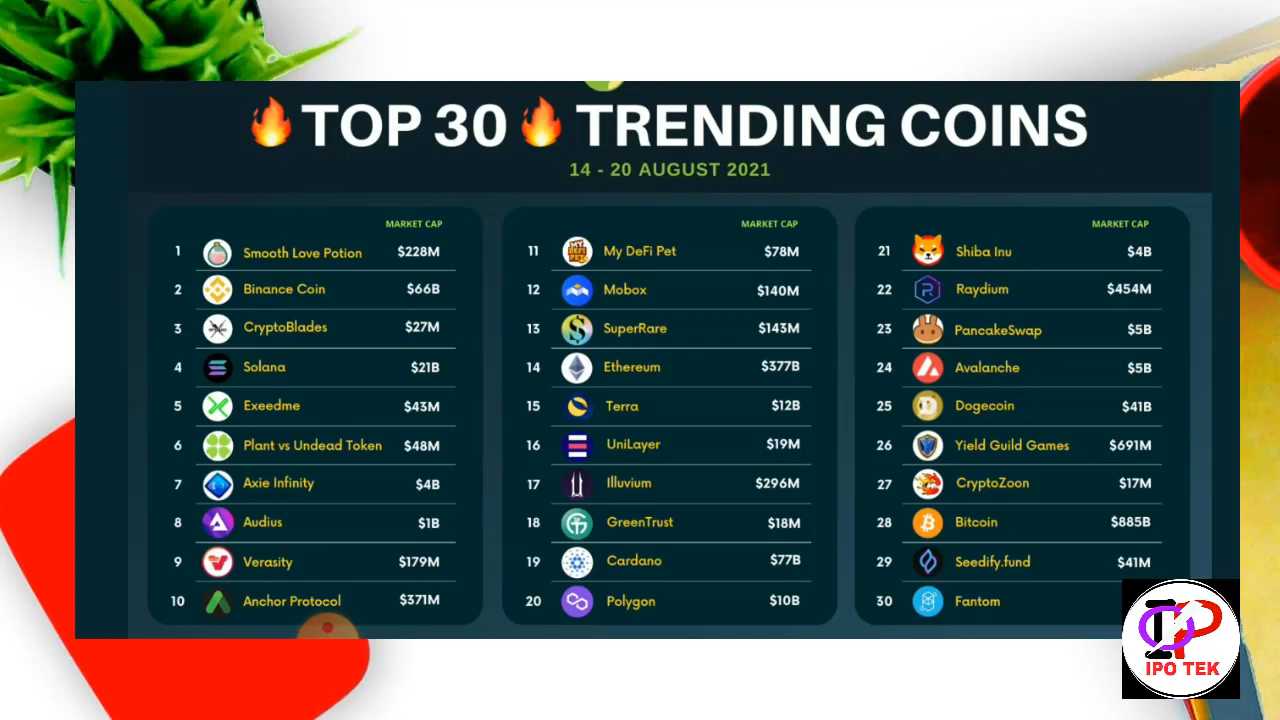 🔥TOP 30🔥 TRENDING COINS
14 - 20 AUGUST 2021
MARKET CAP
1 Smooth Love Potion $228M
2 Binance Coin $66B
3 CryptoBlades $27M
4 Solana $21B
5 Exeedme $43M
6 Plant vs Undead Token $48M
7 Axie Infinity $4B
8 Audius $1B
9 Verasity $179M
10 Anchor Protocol $371M
MARKET CAP
11 My DeFi Pet $78M
12 Mobox $140M
13 SuperRare $143M
14 Ethereum $377B
15 Terra $12B
16 UniLayer $19M
17 Illuvium $296M
18 GreenTrust $18M
19 Cardano $77B
20 Polygon $10B
MARKET CAP
21 Shiba Inu $4B
22 Raydium $454M
23 PancakeSwap $5B
24 Avalanche $5B
25 Dogecoin $41B
26 Yield Guild Games $691M
27 CryptoZoon $17M
28 Bitcoin $885B
29 Seedify.fund $41M
30 Fantom
IPO TEK